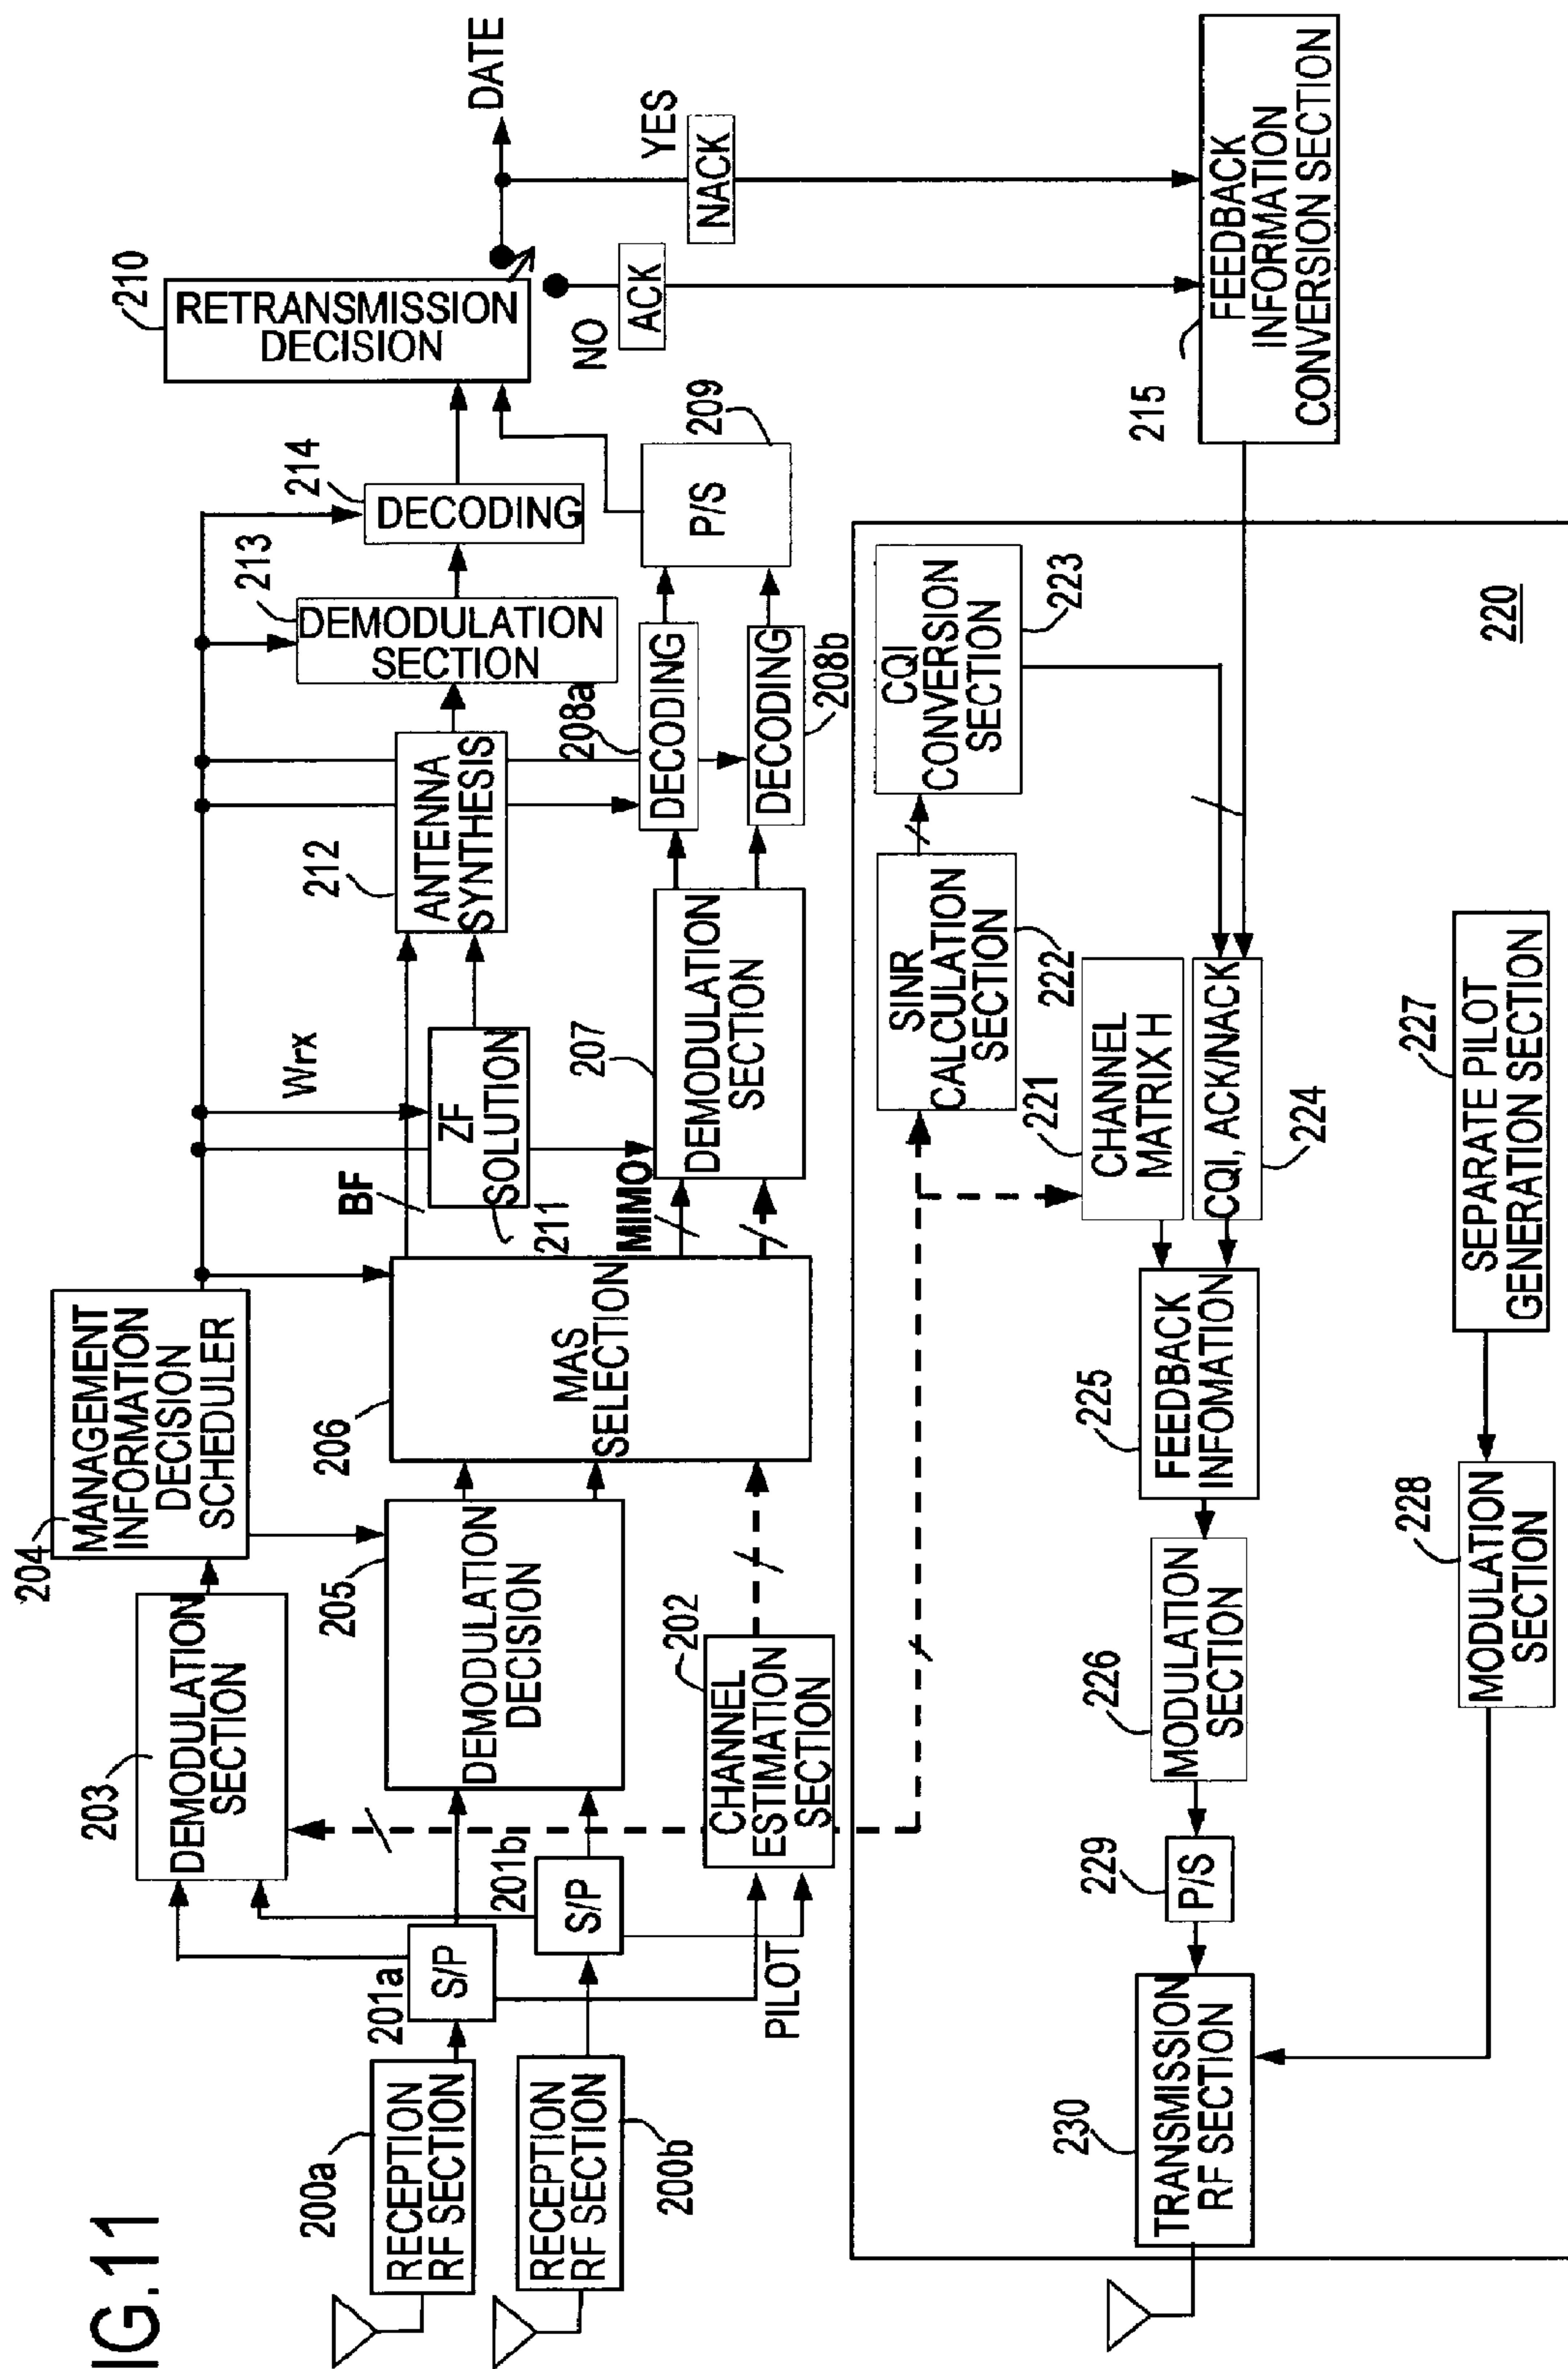 IG.11
200a
RECEPTION
RF SECTION
RECEPTION
RF SECTION
200b
201a
S/P
201b
S/P
PILOT
203
DEMODULATION
SECTION
204
MANAGEMENT
INFORMATION
DECISION
SCHEDULER
205
DEMODULATION
DECISION
202
CHANNEL
ESTIMATION
SECTION
206
MAS
SELECTION
BF
Wrx
ZF
SOLUTION
211
MIMO
207
DEMODULATION
SECTION
212
ANTENNA
SYNTHESIS
213
DEMODULATION
SECTION
214
DECODING
208a
DECODING
DECODING
208b
209
P/S
210
RETRANSMISSION
DECISION
DATE
NO
ACK
YES
NACK
215
FEEDBACK
INFORMATION
CONVERSION SECTION
220
SINR
CALCULATION
SECTION
222
CQI
CONVERSION
SECTION
223
221
CHANNEL
MATRIX H
CQI, ACK/NACK
224
225
FEEDBACK
INFOMATION
226
MODULATION
SECTION
229
P/S
230
TRANSMISSION
RF SECTION
227
SEPARATE PILOT
GENERATION SECTION
228
MODULATION
SECTION